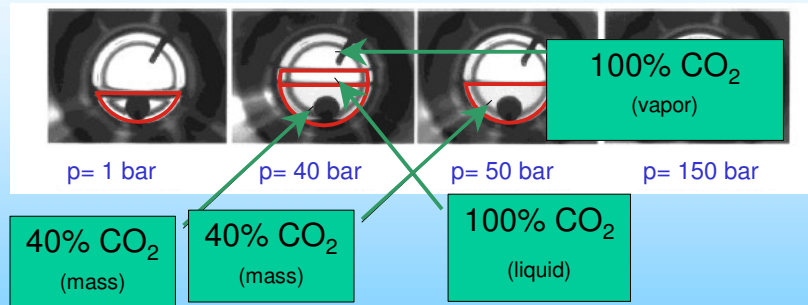 100% CO₂
(vapor)
p= 1 bar
p= 40 bar
p= 50 bar
p= 150 bar
40% CO₂
(mass)
40% CO₂
(mass)
100% CO₂
(liquid)